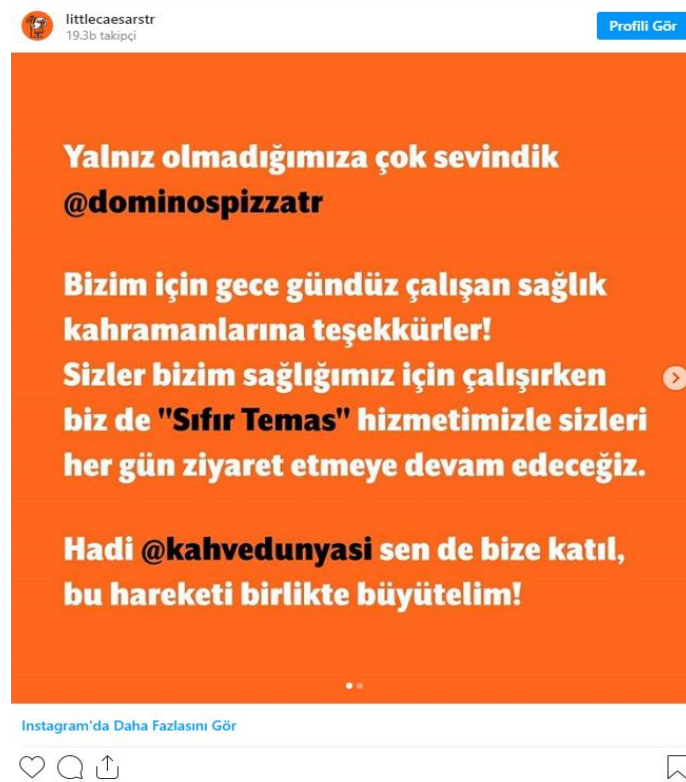 littlecaesarstr
19.3b takipçi
Profili Gör
Yalnız olmadığımıza çok sevindik
@dominospizzatr
Bizim için gece gündüz çalışan sağlık
kahramanlarına teşekkürler!
Sizler bizim sağlığımız için çalışırken
biz de "Sıfır Temas" hizmetimizle sizleri
her gün ziyaret etmeye devam edeceğiz.
Hadi @kahvedunyasi sen de bize katıl,
bu hareketi birlikte büyütelim!
Instagram'da Daha Fazlasını Gör